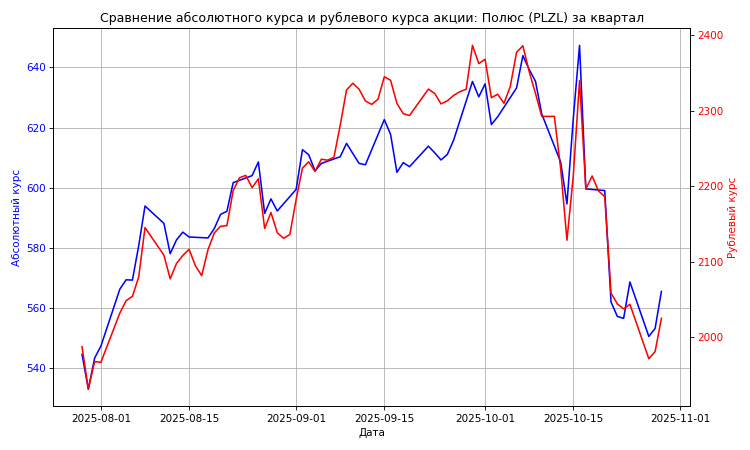 Сравнение абсолютного курса и рублевого курса акции: Полюс (PLZL) за квартал
Абсолютный курс
640
620
600
580
560
540
2400
2300
2200
2100
2000
Рублевый курс
2025-08-01 2025-08-15 2025-09-01 2025-09-15 2025-10-01 2025-10-15 2025-11-01
Дата